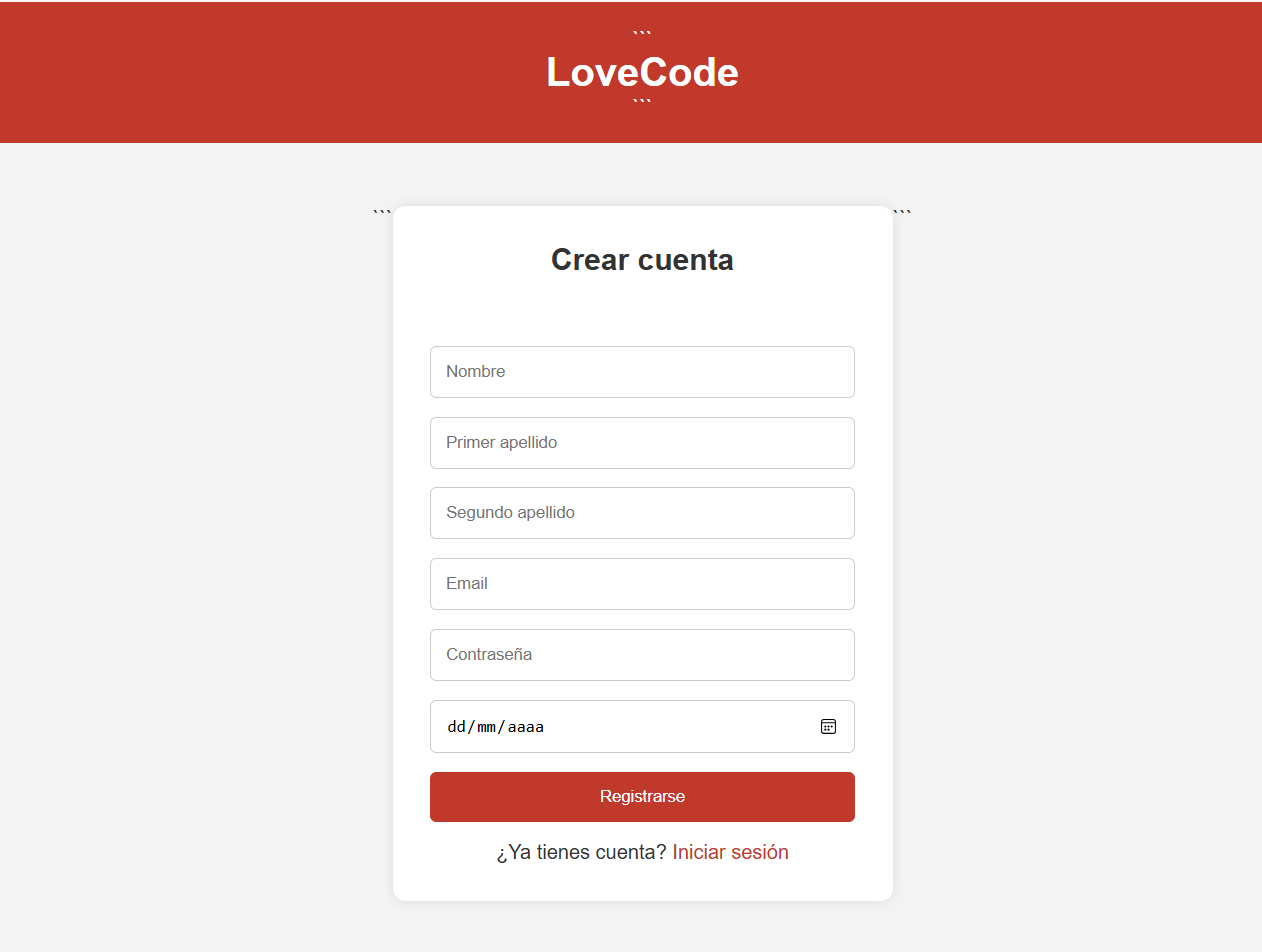 ```
LoveCode
```
``` ```
Crear cuenta
Nombre
Primer apellido
Segundo apellido
Email
Contraseña
dd/mm/aaaa
Registrarse
¿Ya tienes cuenta? Iniciar sesión